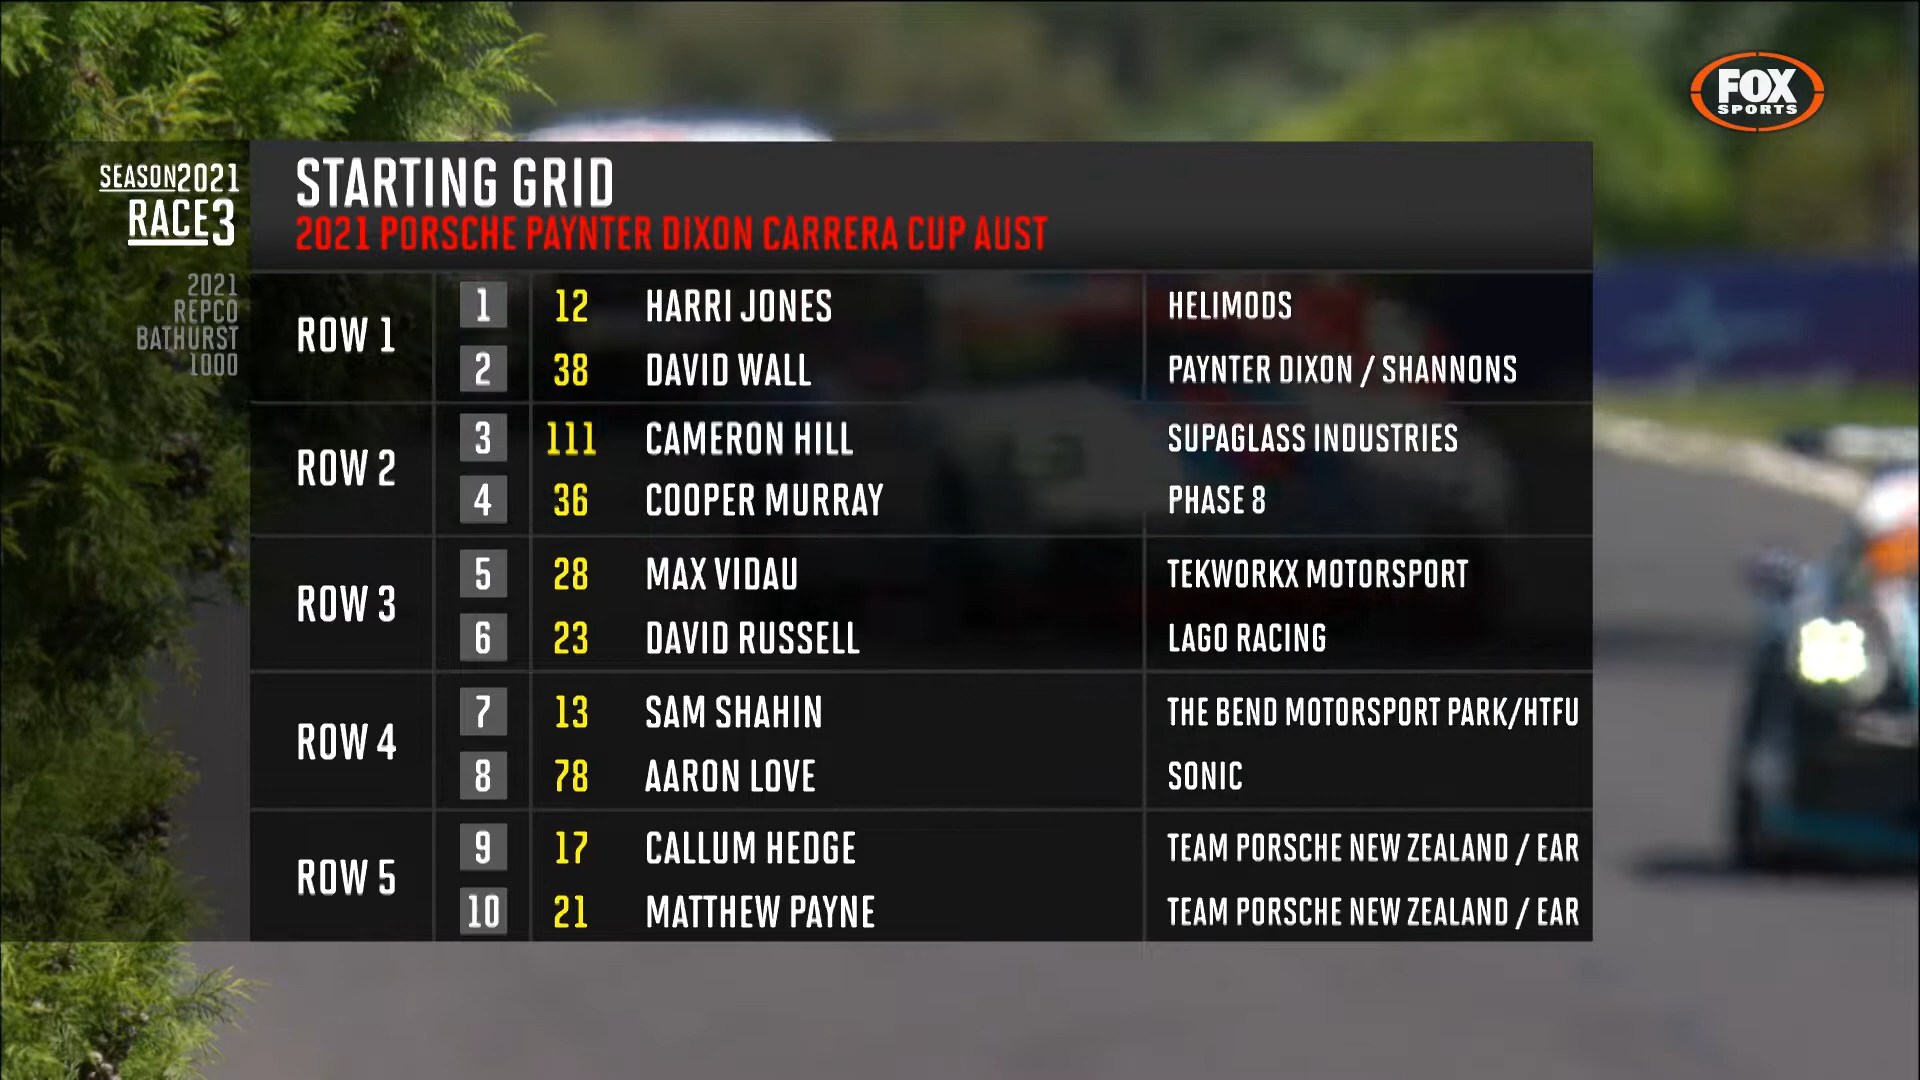 FOX
SPORTS
SEASON2021
RACE3
2021
REPCO
BATHURST
1000
STARTING GRID
2021 PORSCHE PAYNTER DIXON CARRERA CUP AUST
ROW 1
1 12 HARRI JONES HELIMODS
2 38 DAVID WALL PAYNTER DIXON / SHANNONS
ROW 2
3 111 CAMERON HILL SUPAGLASS INDUSTRIES
4 36 COOPER MURRAY PHASE 8
ROW 3
5 28 MAX VIDAU TEKWORKX MOTORSPORT
6 23 DAVID RUSSELL LAGO RACING
ROW 4
7 13 SAM SHAHIN THE BEND MOTORSPORT PARK/HTFU
8 78 AARON LOVE SONIC
ROW 5
9 17 CALLUM HEDGE TEAM PORSCHE NEW ZEALAND / EAR
10 21 MATTHEW PAYNE TEAM PORSCHE NEW ZEALAND / EAR